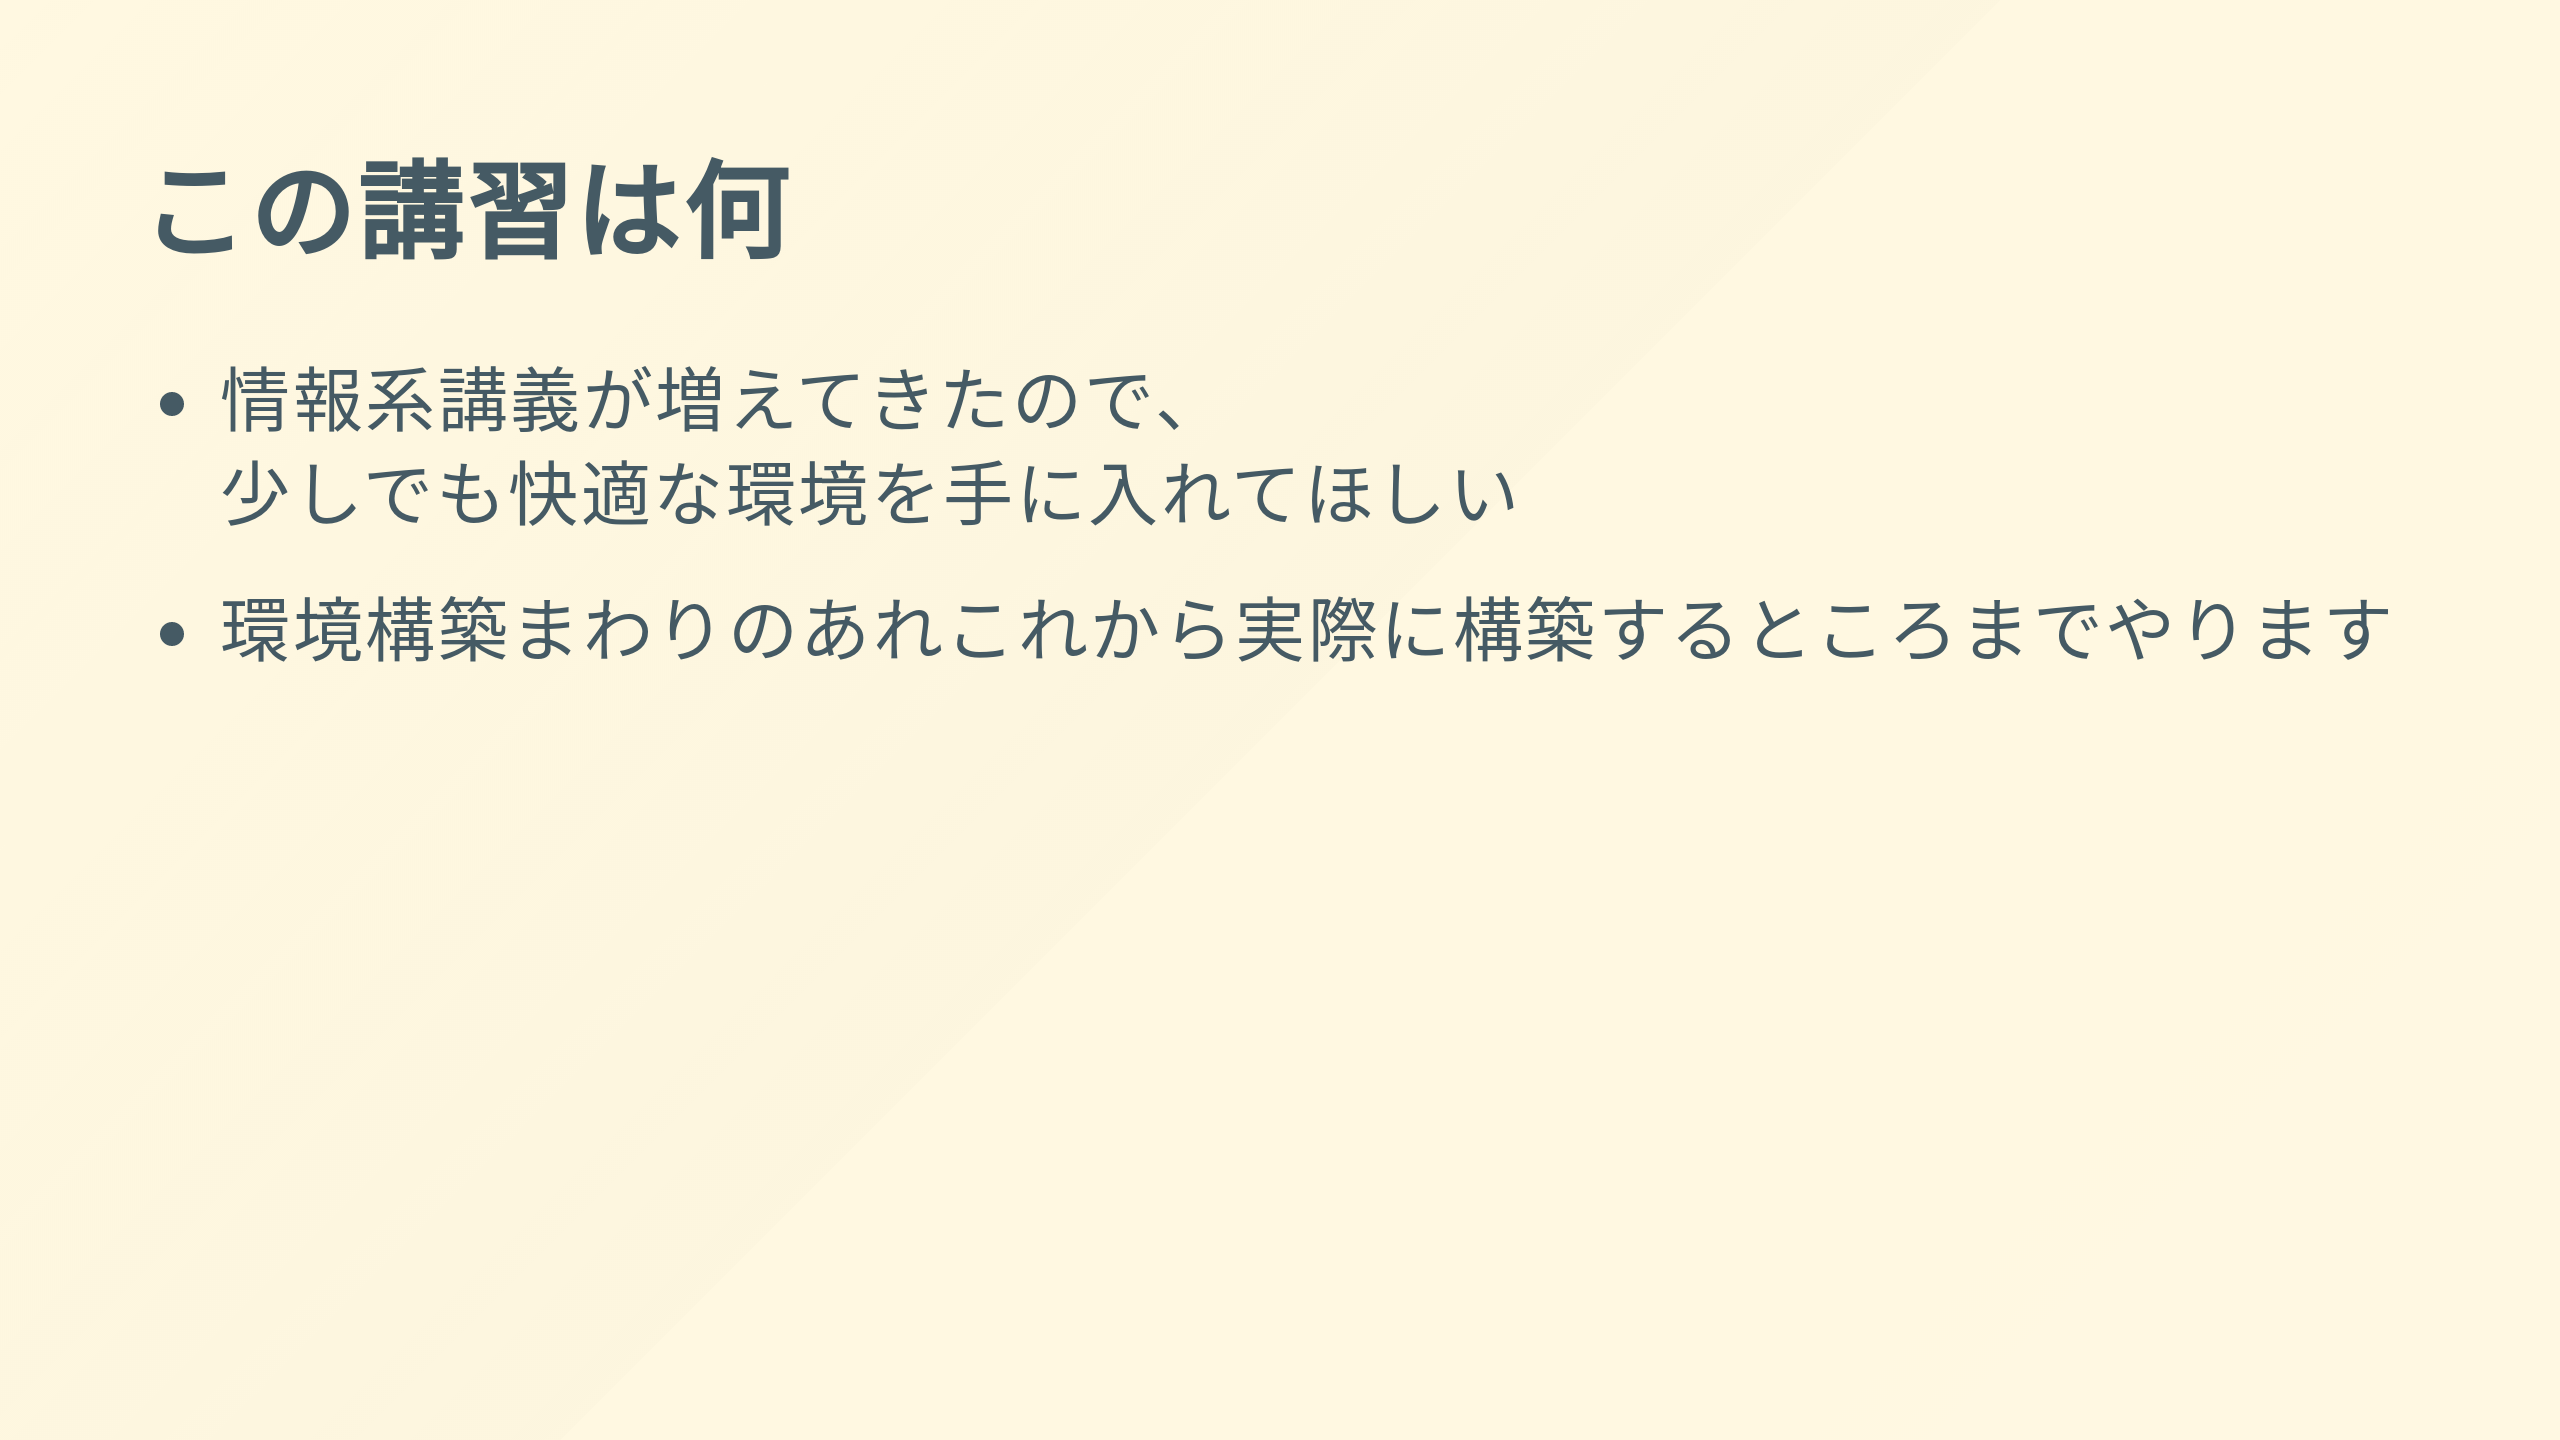 この講習は何
情報系講義が増えてきたので、
少しでも快適な環境を手に入れてほしい
環境構築まわりのあれこれから実際に構築するところまでやります